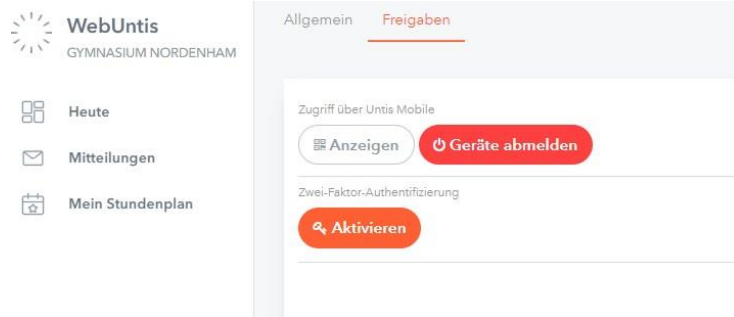 WebUntis
GYMNASIUM NORDENHAM
Heute
Mitteilungen
Mein Stundenplan
Allgemein Freigaben
Zugriff über Untis Mobile
Anzeigen Geräte abmelden
Zwei-Faktor-Authentifizierung
Aktivieren